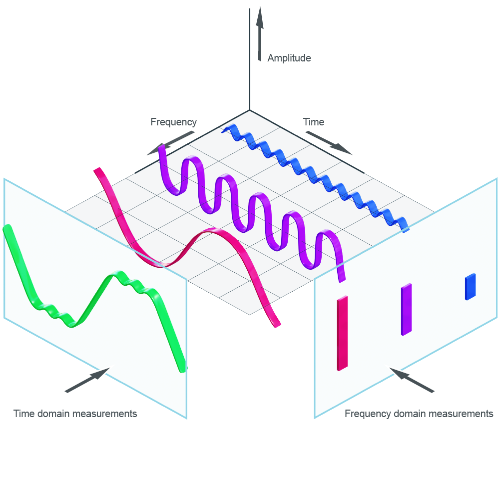 Amplitude
Frequency
Time
Time domain measurements
Frequency domain measurements